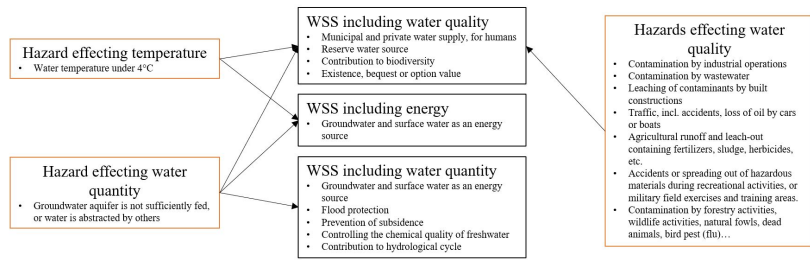 Hazard effecting temperature
• Water temperature under 4°C
Hazard effecting water
quantity
• Groundwater aquifer is not sufficiently fed,
or water is abstracted by others
WSS including water quality
• Municipal and private water supply, for humans
• Reserve water source
• Contribution to biodiversity
• Existence, bequest or option value
WSS including energy
• Groundwater and surface water as an energy
source
WSS including water quantity
• Groundwater and surface water as an energy
source
• Flood protection
• Prevention of subsidence
• Controlling the chemical quality of freshwater
• Contribution to hydrological cycle
Hazards effecting water
quality
• Contamination by industrial operations
• Contamination by wastewater
• Leaching of contaminants by built
constructions
• Traffic, incl. accidents, loss of oil by cars
or boats
• Agricultural runoff and leach-out
containing fertilizers, sludge, herbicides,
etc.
• Accidents or spreading out of hazardous
materials during recreational activities, or
military field exercises and training areas.
• Contamination by forestry activities,
wildlife activities, natural fowls, dead
animals, bird pest (flu)…